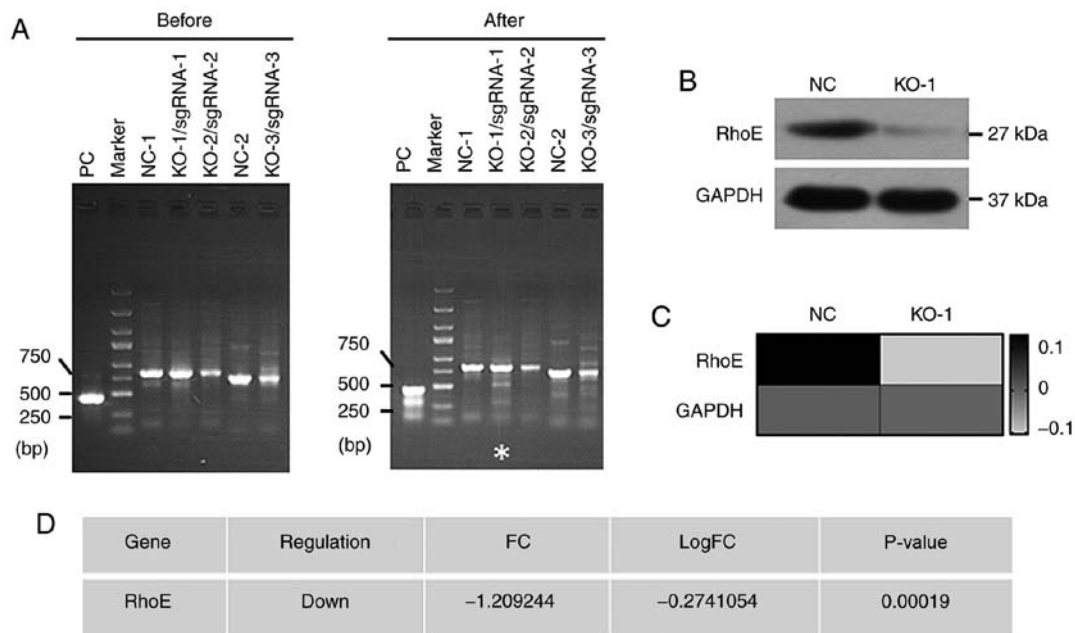 A
Before
After
PC
Marker
NC-1
KO-1/sgRNA-1
KO-2/sgRNA-2
NC-2
KO-3/sgRNA-3
750
500
250
(bp)
PC
Marker
NC-1
KO-1/sgRNA-1
KO-2/sgRNA-2
NC-2
KO-3/sgRNA-3
750
500
250
(bp)
*
B
NC KO-1
RhoE 27 kDa
GAPDH 37 kDa
C
NC KO-1
RhoE
GAPDH
0.1
0
−0.1
D
Gene Regulation FC LogFC P-value
RhoE Down −1.209244 −0.2741054 0.00019